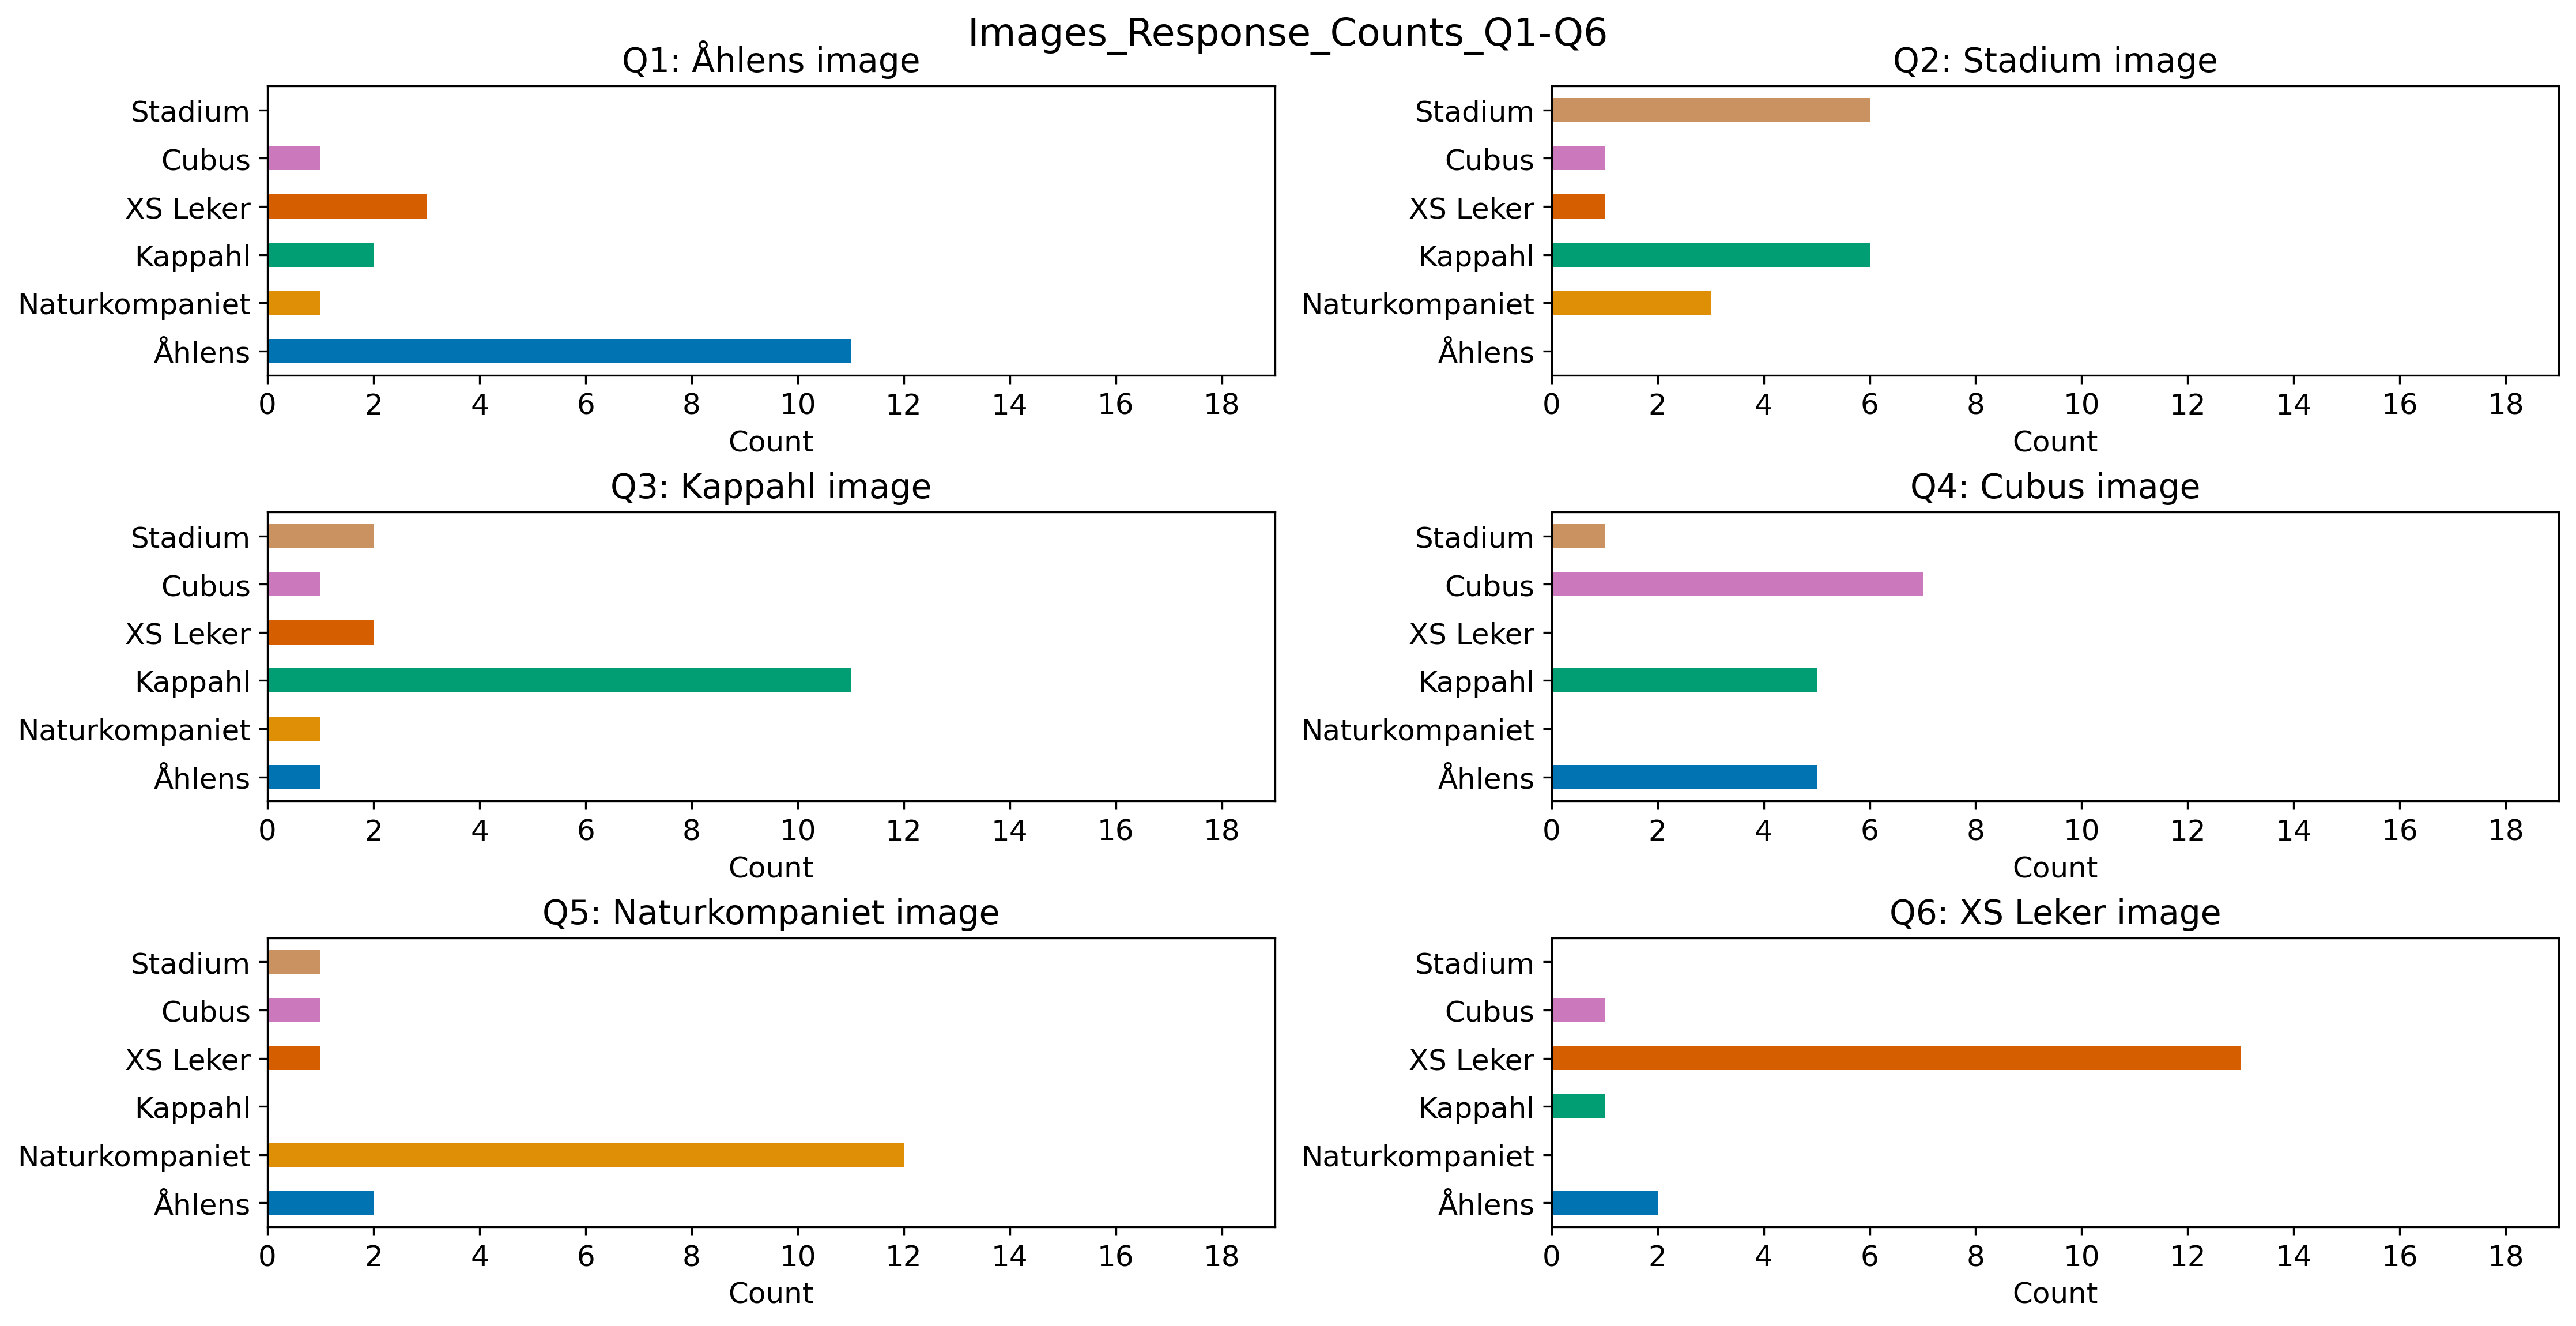 Images_Response_Counts_Q1-Q6
Q1: Åhlens image
Stadium
Cubus
XS Leker
Kappahl
Naturkompaniet
Åhlens
0 2 4 6 8 10 12 14 16 18
Count
Q2: Stadium image
Stadium
Cubus
XS Leker
Kappahl
Naturkompaniet
Åhlens
0 2 4 6 8 10 12 14 16 18
Count
Q3: Kappahl image
Stadium
Cubus
XS Leker
Kappahl
Naturkompaniet
Åhlens
0 2 4 6 8 10 12 14 16 18
Count
Q4: Cubus image
Stadium
Cubus
XS Leker
Kappahl
Naturkompaniet
Åhlens
0 2 4 6 8 10 12 14 16 18
Count
Q5: Naturkompaniet image
Stadium
Cubus
XS Leker
Kappahl
Naturkompaniet
Åhlens
0 2 4 6 8 10 12 14 16 18
Count
Q6: XS Leker image
Stadium
Cubus
XS Leker
Kappahl
Naturkompaniet
Åhlens
0 2 4 6 8 10 12 14 16 18
Count